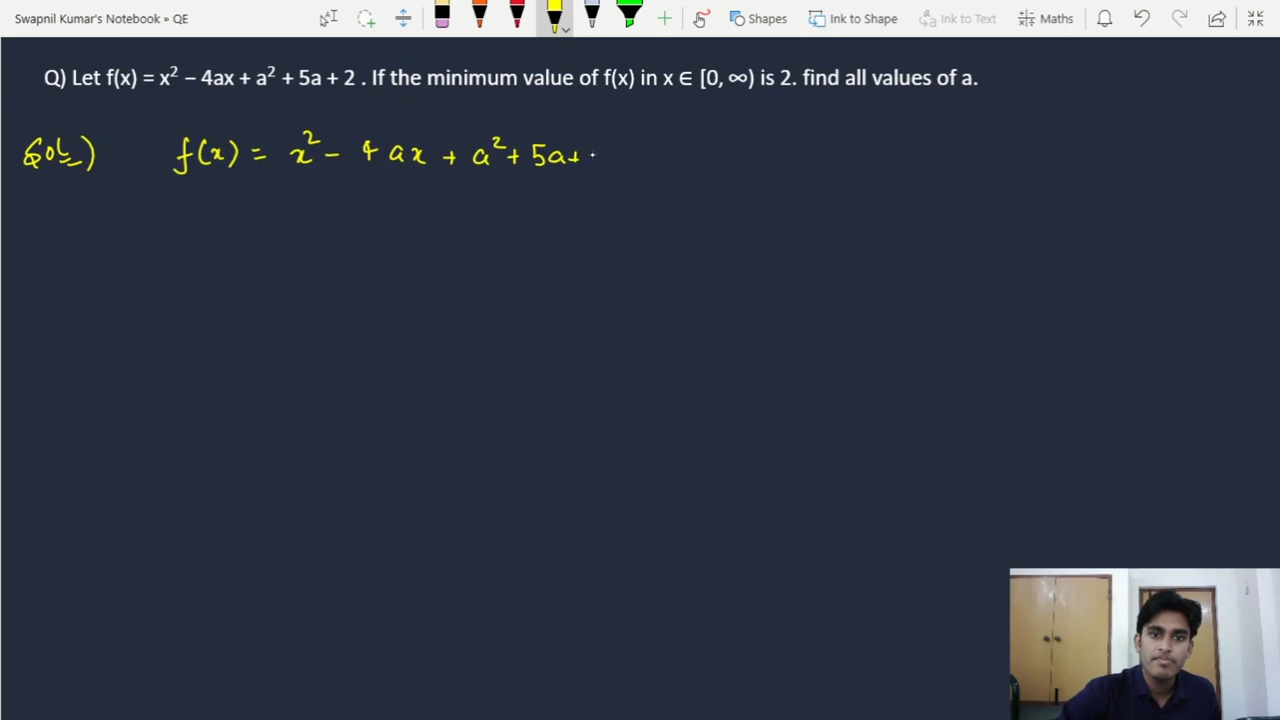 Swapnil Kumar's Notebook » QE
Shapes
Ink to Shape
Ink to Text
Maths
Q) Let f(x) = x² – 4ax + a² + 5a + 2 . If the minimum value of f(x) in x ∈ [0, ∞) is 2. find all values of a.
Sol) f(x) = x² - 4ax + a² + 5a+